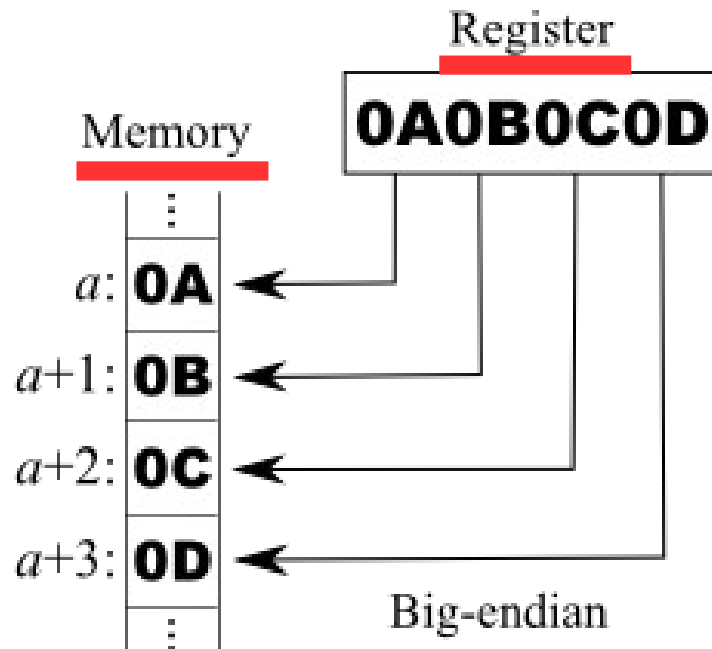 Register
0A0B0C0D
Memory
⋮
a: 0A
a+1: 0B
a+2: 0C
a+3: 0D
⋮
Big-endian